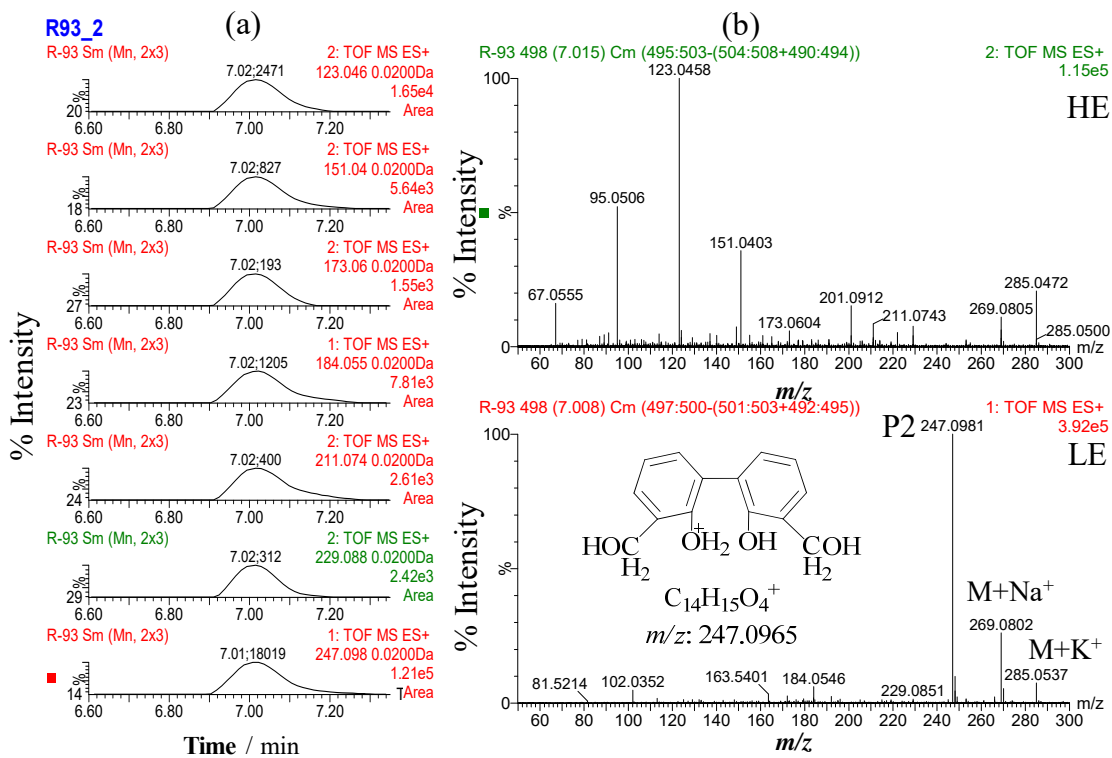 R93_2
(a)
R-93 Sm (Mn, 2x3)
2: TOF MS ES+
123.046 0.0200Da
1.65e4
Area
7.02;2471
%
20
6.60 6.80 7.00 7.20
R-93 Sm (Mn, 2x3)
2: TOF MS ES+
151.04 0.0200Da
5.64e3
Area
7.02;827
%
18
6.60 6.80 7.00 7.20
R-93 Sm (Mn, 2x3)
2: TOF MS ES+
173.06 0.0200Da
1.55e3
Area
7.02;193
%
27
6.60 6.80 7.00 7.20
R-93 Sm (Mn, 2x3)
1: TOF MS ES+
184.055 0.0200Da
7.81e3
Area
7.02;1205
%
23
6.60 6.80 7.00 7.20
R-93 Sm (Mn, 2x3)
2: TOF MS ES+
211.074 0.0200Da
2.61e3
Area
7.02;400
%
24
6.60 6.80 7.00 7.20
R-93 Sm (Mn, 2x3)
2: TOF MS ES+
229.088 0.0200Da
2.42e3
Area
7.02;312
%
29
6.60 6.80 7.00 7.20
R-93 Sm (Mn, 2x3)
1: TOF MS ES+
247.098 0.0200Da
1.21e5
Area
7.01;18019
%
14
6.60 6.80 7.00 7.20
% Intensity
Time / min
(b)
R-93 498 (7.015) Cm (495:503-(504:508+490:494))
2: TOF MS ES+
1.15e5
HE
100
%
0
% Intensity
123.0458
95.0506
151.0403
67.0555
201.0912
173.0604
211.0743
269.0805
285.0472
285.0500
m/z
60 80 100 120 140 160 180 200 220 240 260 280 300
m/z
R-93 498 (7.008) Cm (497:500-(501:503+492:495))
1: TOF MS ES+
3.92e5
LE
P2
247.0981
100
%
0
% Intensity
HOC
H2
OH2
+
OH
COH
H2
C14H15O4+
m/z: 247.0965
M+Na+
269.0802
M+K+
285.0537
81.5214
102.0352
163.5401
184.0546
229.0851
m/z
60 80 100 120 140 160 180 200 220 240 260 280 300
m/z